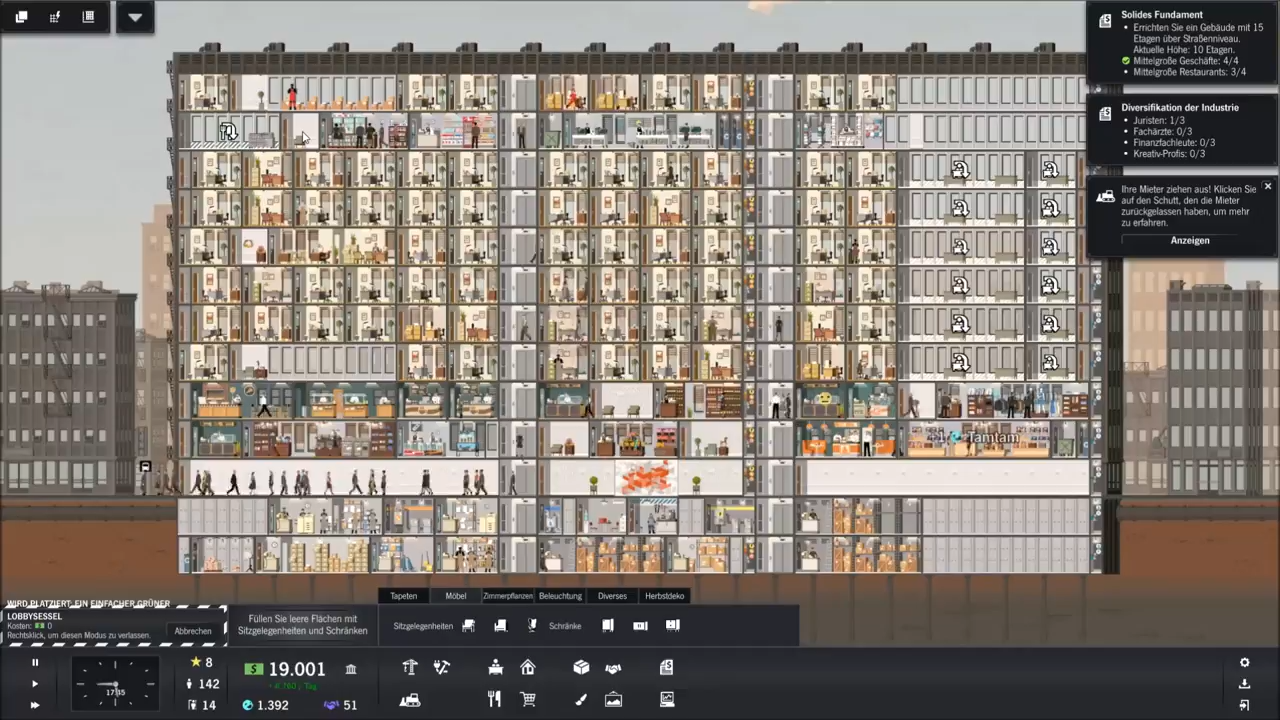 Solides Fundament
Errichten Sie ein Gebäude mit 15
Etagen über Straßenniveau.
Aktuelle Höhe: 10 Etagen.
Mittelgroße Geschäfte: 4/4
Mittelgroße Restaurants: 3/4
Diversifikation der Industrie
Juristen: 1/3
Fachärzte: 0/3
Finanzfachleute: 0/3
Kreativ-Profis: 0/3
Ihre Mieter ziehen aus! Klicken Sie
auf den Schutt, den die Mieter
zurückgelassen haben, um mehr
zu erfahren.
Anzeigen
Tamtam
Tapeten
Möbel
Zimmerpflanzen
Beleuchtung
Diverses
Herbstdeko
WIRD PLATZIERT: EIN EINFACHER GRÜNER
LOBBYSESSEL
Kosten: 0
Rechtsklick, um diesen Modus zu verlassen.
Abbrechen
Füllen Sie leere Flächen mit
Sitzgelegenheiten und Schränken
Sitzgelegenheiten
Schränke
8
142
14
$ 19.001
1.392
51